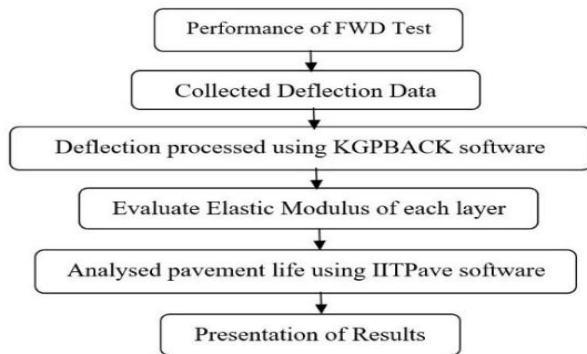 Performance of FWD Test
Collected Deflection Data
Deflection processed using KGPBACK software
Evaluate Elastic Modulus of each layer
Analysed pavement life using IITPave software
Presentation of Results